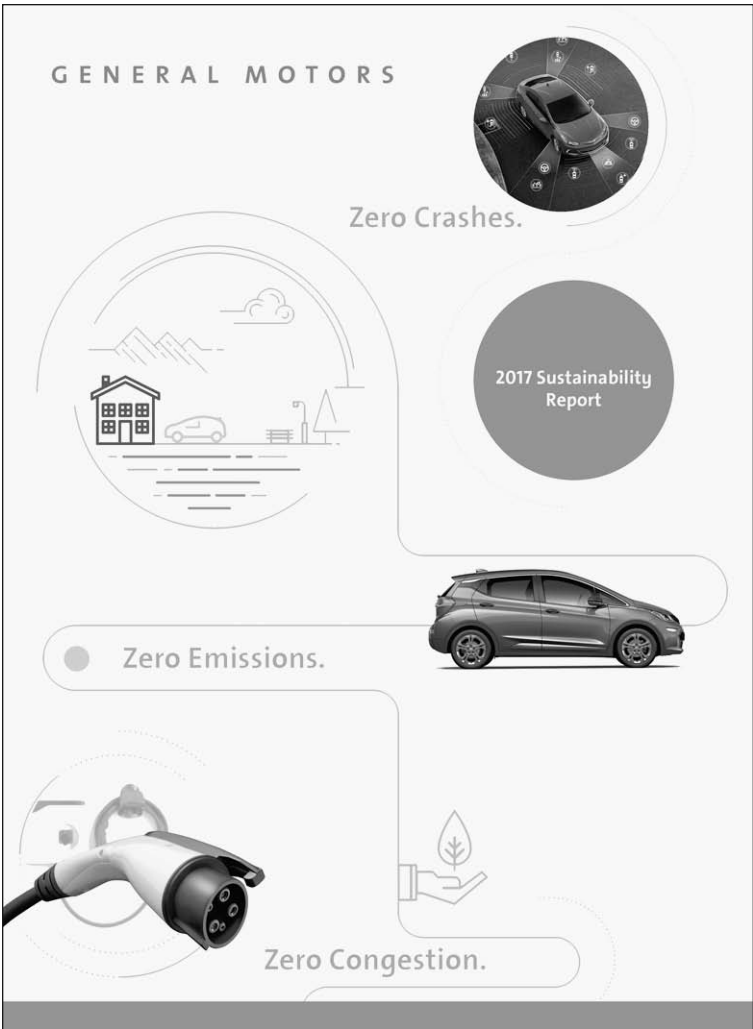 GENERAL MOTORS
Zero Crashes.
2017 Sustainability
Report
Zero Emissions.
Zero Congestion.